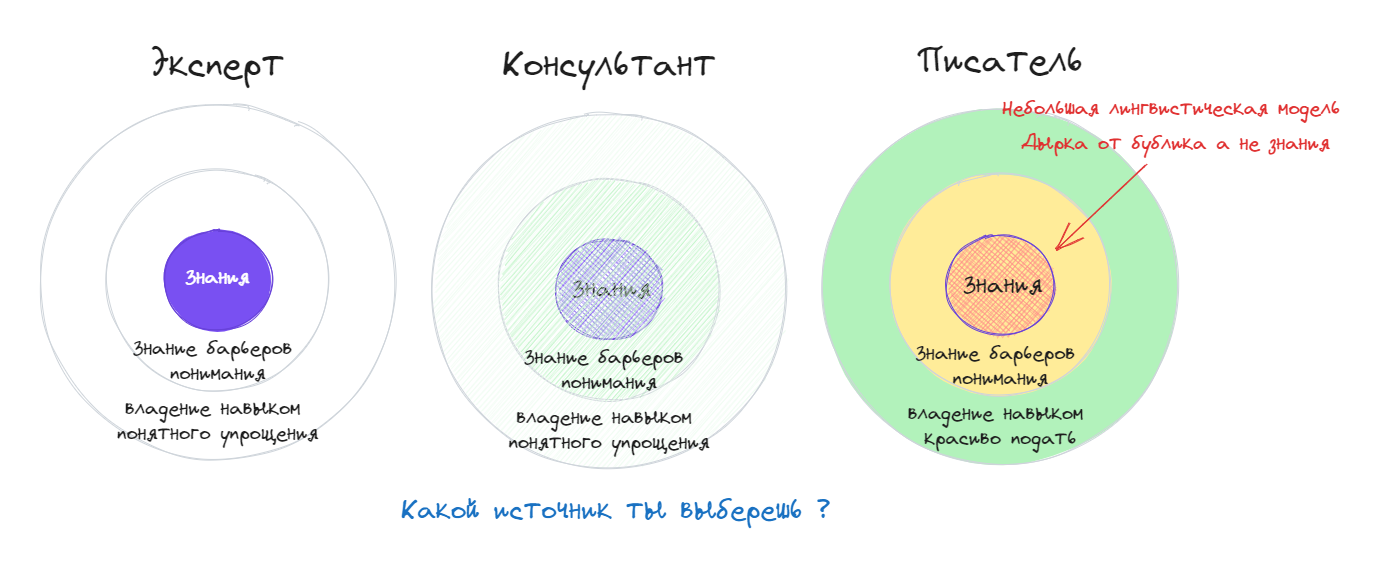 Эксперт
Знания
Знание барьеров
понимания
владение навыком
понятного упрощения
Консультант
Знания
Знание барьеров
понимания
владение навыком
понятного упрощения
Писатель
Небольшая лингвистическая модель
Дырка от бублика а не знания
Знания
Знание барьеров
понимания
владение навыком
красиво подать
Какой источник ты выберешь ?